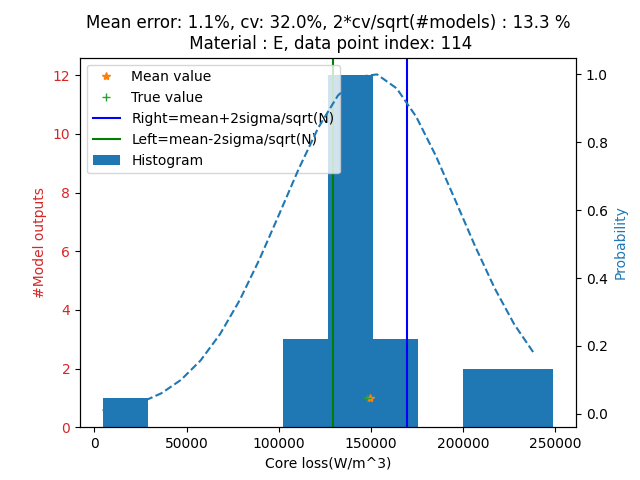 Mean error: 1.1%, cv: 32.0%, 2*cv/sqrt(#models) : 13.3 %
Material : E, data point index: 114
Mean value
True value
Right=mean+2sigma/sqrt(N)
Left=mean-2sigma/sqrt(N)
Histogram
12
10
8
6
4
2
0
#Model outputs
1.0
0.8
0.6
0.4
0.2
0.0
Probability
0
50000
100000
150000
200000
250000
Core loss(W/m^3)